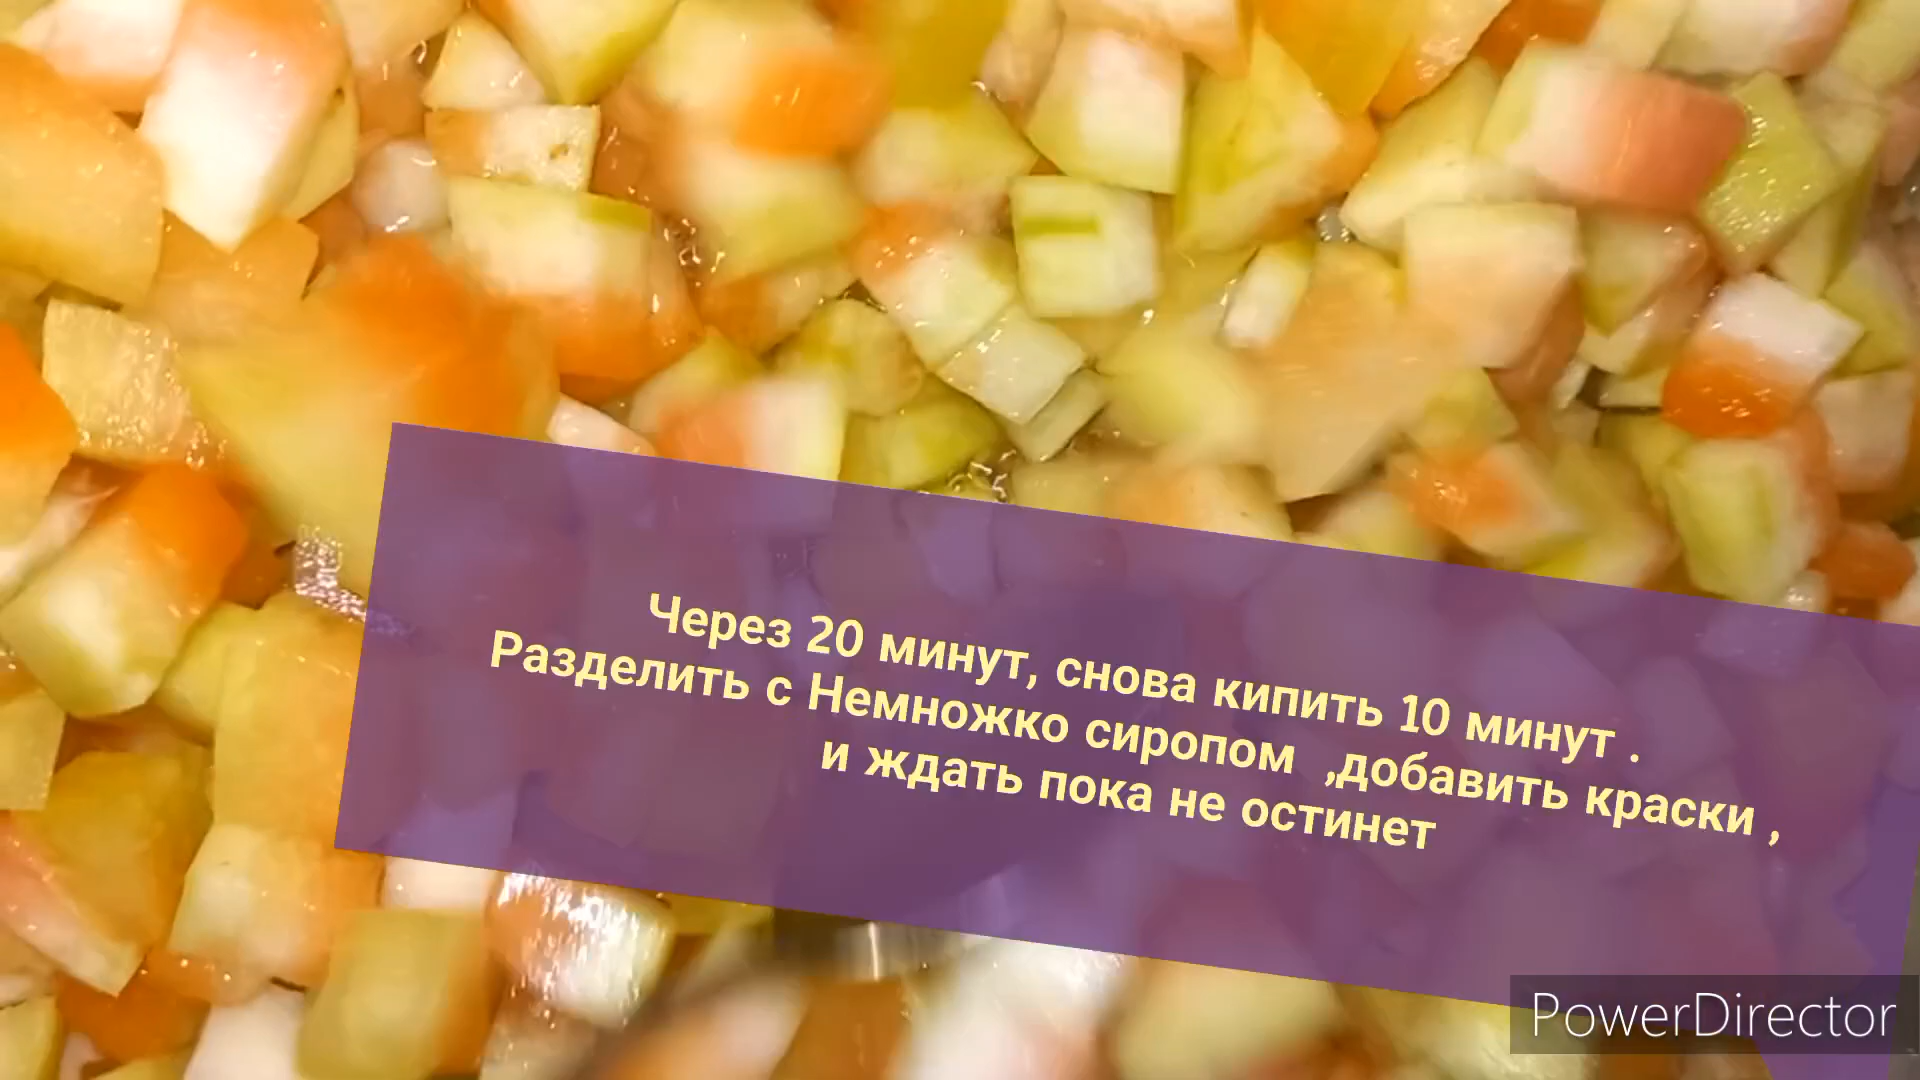 Через 20 минут, снова кипить 10 минут .
Разделить с Немножко сиропом ,добавить краски ,
и ждать пока не остинет
PowerDirector